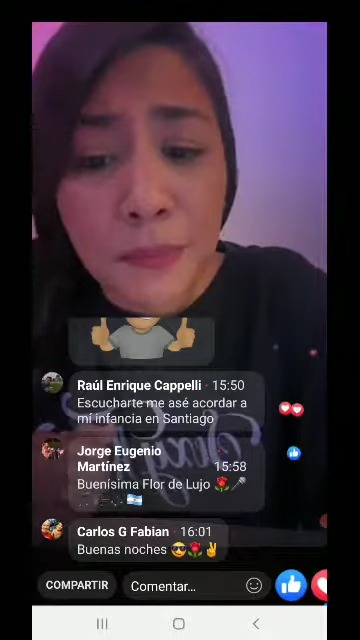 Raúl Enrique Cappelli · 15:50
Escucharte me asé acordar a
mí infancia en Santiago
Jorge Eugenio
Martínez 15:58
Buenísima Flor de Lujo 🌹🎤
Carlos G Fabian · 16:01
Buenas noches 😎🌹✌
COMPARTIR
Comentar...